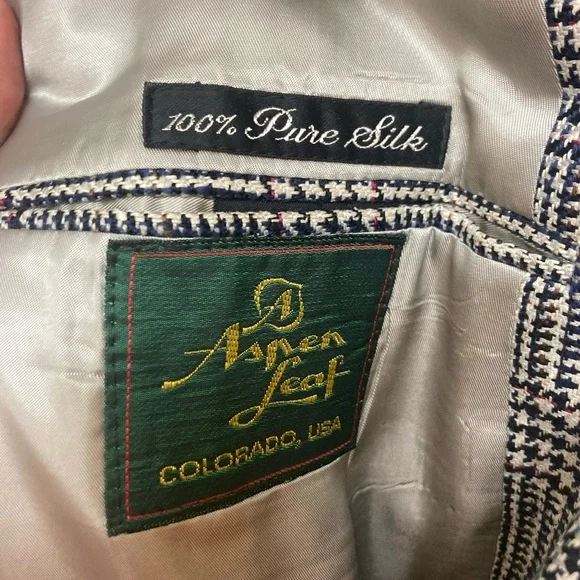 100% Pure Silk
A
Aspen
Leaf
COLORADO, USA